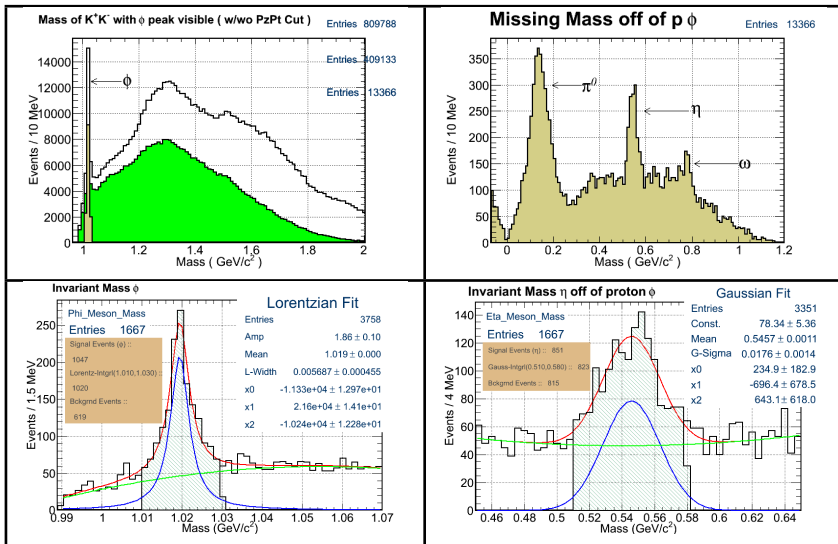 Mass of K⁺K⁻ with ϕ peak visible ( w/wo PzPt Cut )
Entries 809788
Entries 409133
Entries 13366
ϕ
Events / 10 MeV
14000
12000
10000
8000
6000
4000
2000
0
1 1.2 1.4 1.6 1.8 2
Mass ( GeV/c² )
Missing Mass off of p ϕ
Entries 13366
π⁰
η
ω
Events / 10 MeV
350
300
250
200
150
100
50
0
0 0.2 0.4 0.6 0.8 1 1.2
Mass ( GeV/c² )
Invariant Mass ϕ
Phi_Meson_Mass
Entries 1667
Signal Events (ϕ) ::
1047
Lorentz-Intgrl(1.010,1.030) ::
1020
Bckgrnd Events ::
619
Lorentzian Fit
Entries 3758
Amp 1.86 ± 0.10
Mean 1.019 ± 0.000
L-Width 0.005687 ± 0.000455
x0 -1.133e+04 ± 1.297e+01
x1 2.16e+04 ± 1.41e+01
x2 -1.024e+04 ± 1.228e+01
Events / 1.5 MeV
250
200
150
100
50
0
0.99 1 1.01 1.02 1.03 1.04 1.05 1.06 1.07
Mass (GeV/c²)
Invariant Mass η off of proton ϕ
Eta_Meson_Mass
Entries 1667
Signal Events (η) :: 851
Gauss-Intgrl(0.510,0.580) :: 823
Bckgrnd Events :: 815
Gaussian Fit
Entries 3351
Const. 78.34 ± 5.36
Mean 0.5457 ± 0.0011
G-Sigma 0.0176 ± 0.0014
x0 234.9 ± 182.9
x1 -696.4 ± 678.5
x2 643.1 ± 618.0
Events / 4 MeV
140
120
100
80
60
40
20
0
0.46 0.48 0.5 0.52 0.54 0.56 0.58 0.6 0.62 0.64
Mass (GeV/c²)